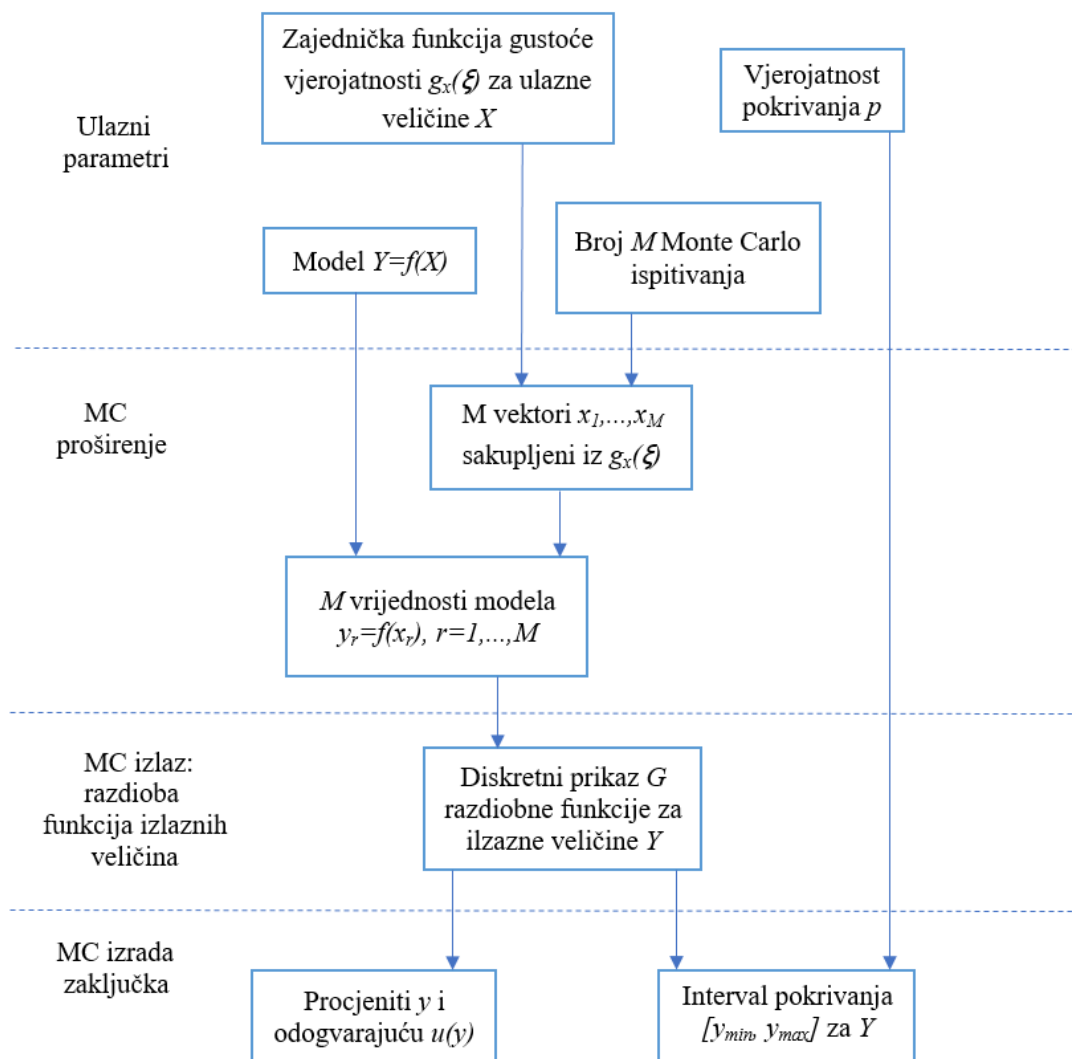 Zajednička funkcija gustoće
vjerojatnosti gx(ξ) za ulazne
veličine X
Vjerojatnost
pokrivanja p
Ulazni
parametri
Model Y=f(X)
Broj M Monte Carlo
ispitivanja
MC
proširenje
M vektori x1,...,xM
sakupljeni iz gx(ξ)
M vrijednosti modela
yr=f(xr), r=1,...,M
MC izlaz:
razdioba
funkcija izlaznih
veličina
Diskretni prikaz G
razdiobne funkcije za
ilzazne veličine Y
MC izrada
zaključka
Procjeniti y i
odogvarajuću u(y)
Interval pokrivanja
[ymin, ymax] za Y